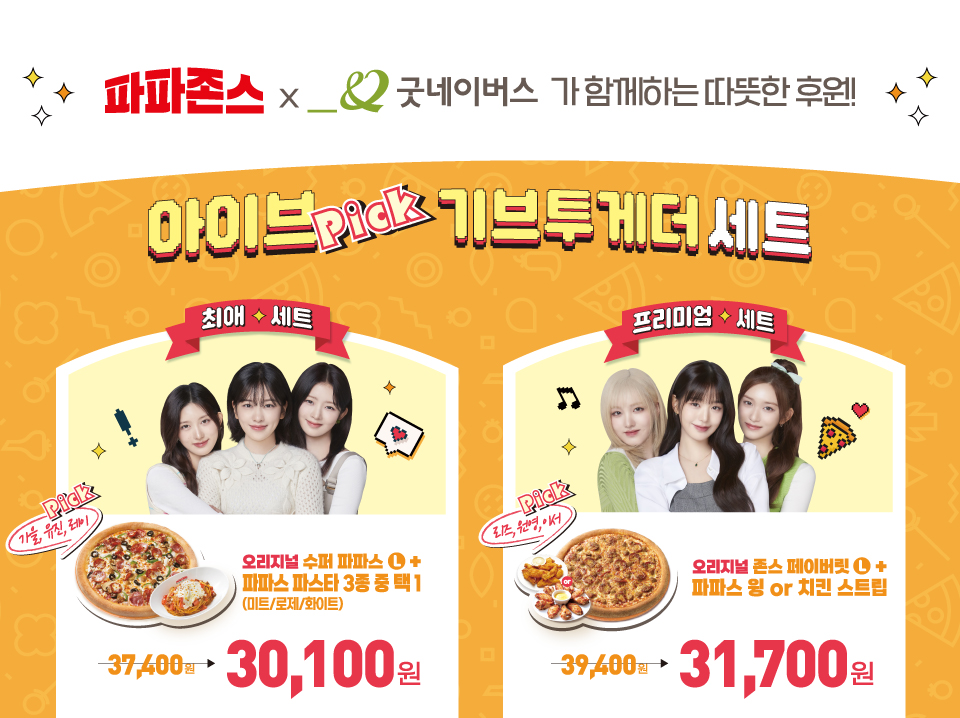 파파존스 x 굿네이버스 가 함께하는 따뜻한 후원!
아이브 Pick 기브투게더 세트
최애 세트
Pick
가을, 유진, 레이
오리지널 수퍼 파파스 L +
파파스 파스타 3종 중 택 1
(미트/로제/화이트)
37,400원
30,100원
프리미엄 세트
Pick
리즈, 원영, 이서
or
오리지널 존스 페이버릿 L +
파파스 윙 or 치킨 스트립
39,400원
31,700원